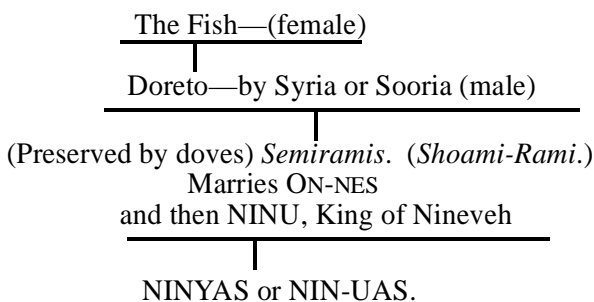 The Fish—(female)
Doreto—by Syria or Sooria (male)
(Preserved by doves) Semiramis. (Shoami-Rami.)
Marries ON-NES
and then NINU, King of Nineveh
NINYAS or NIN-UAS.